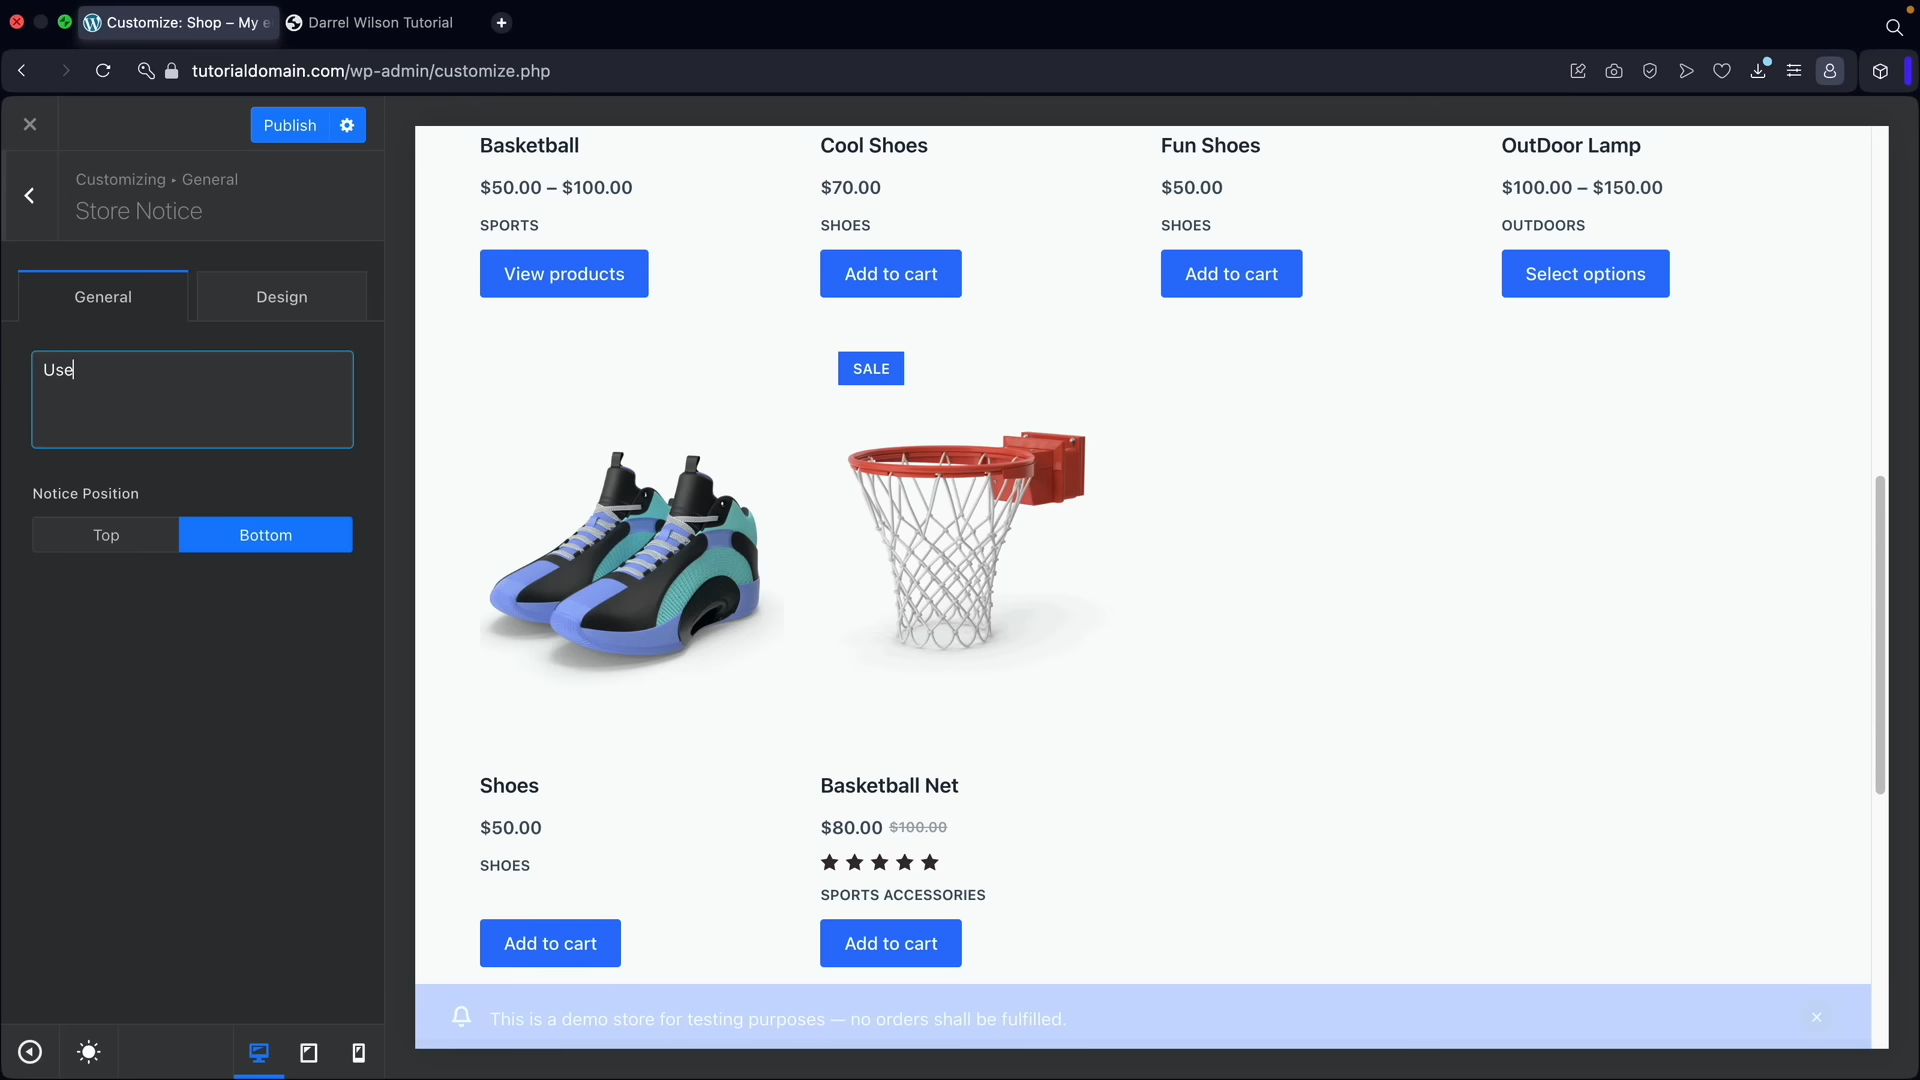 Customize: Shop – My e
Darrel Wilson Tutorial
tutorialdomain.com/wp-admin/customize.php
Publish
Customizing ▸ General
Store Notice
General
Design
Use
Notice Position
Top
Bottom
Basketball
$50.00 – $100.00
SPORTS
View products
Cool Shoes
$70.00
SHOES
Add to cart
Fun Shoes
$50.00
SHOES
Add to cart
OutDoor Lamp
$100.00 – $150.00
OUTDOORS
Select options
SALE
Shoes
$50.00
SHOES
Add to cart
Basketball Net
$80.00 $100.00
SPORTS ACCESSORIES
Add to cart
This is a demo store for testing purposes — no orders shall be fulfilled.